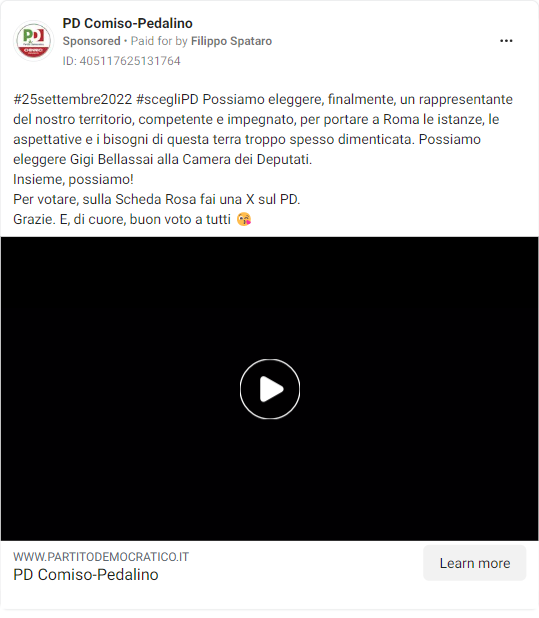 PD
PD Comiso-Pedalino
Sponsored • Paid for by Filippo Spataro
ID: 405117625131764
#25settembre2022 #scegliPD Possiamo eleggere, finalmente, un rappresentante
del nostro territorio, competente e impegnato, per portare a Roma le istanze, le
aspettative e i bisogni di questa terra troppo spesso dimenticata. Possiamo
eleggere Gigi Bellassai alla Camera dei Deputati.
Insieme, possiamo!
Per votare, sulla Scheda Rosa fai una X sul PD.
Grazie. E, di cuore, buon voto a tutti 😘
WWW.PARTITODEMOCRATICO.IT
PD Comiso-Pedalino
Learn more